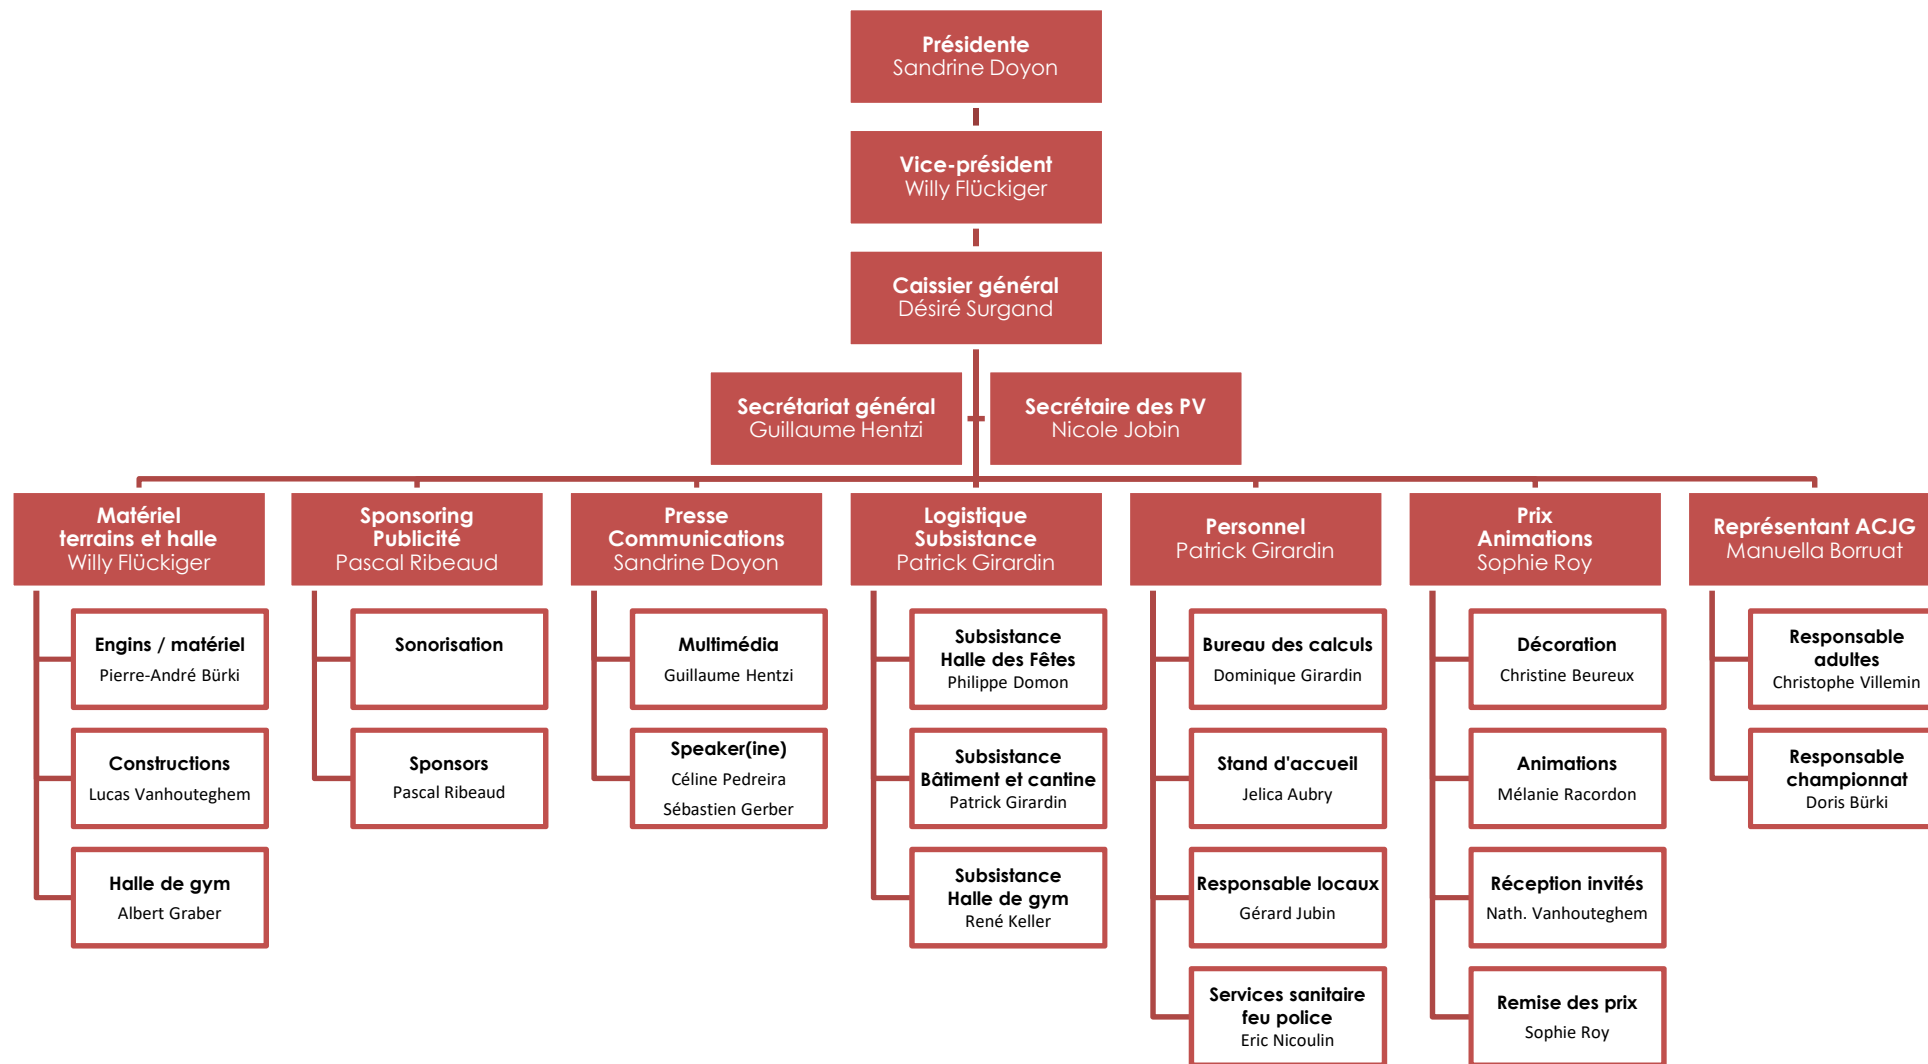 Présidente
Sandrine Doyon
Vice-président
Willy Flückiger
Caissier général
Désiré Surgand
Secrétariat général
Guillaume Hentzi
Secrétaire des PV
Nicole Jobin
Matériel
terrains et halle
Willy Flückiger
Engins / matériel
Pierre-André Bürki
Constructions
Lucas Vanhouteghem
Halle de gym
Albert Graber
Sponsoring
Publicité
Pascal Ribeaud
Sonorisation
Sponsors
Pascal Ribeaud
Presse
Communications
Sandrine Doyon
Multimédia
Guillaume Hentzi
Speaker(ine)
Céline Pedreira
Sébastien Gerber
Logistique
Subsistance
Patrick Girardin
Subsistance
Halle des Fêtes
Philippe Domon
Subsistance
Bâtiment et cantine
Patrick Girardin
Subsistance
Halle de gym
René Keller
Personnel
Patrick Girardin
Bureau des calculs
Dominique Girardin
Stand d'accueil
Jelica Aubry
Responsable locaux
Gérard Jubin
Services sanitaire
feu police
Eric Nicoulin
Prix
Animations
Sophie Roy
Décoration
Christine Beureux
Animations
Mélanie Racordon
Réception invités
Nath. Vanhouteghem
Remise des prix
Sophie Roy
Représentant ACJG
Manuella Borruat
Responsable
adultes
Christophe Villemin
Responsable
championnat
Doris Bürki